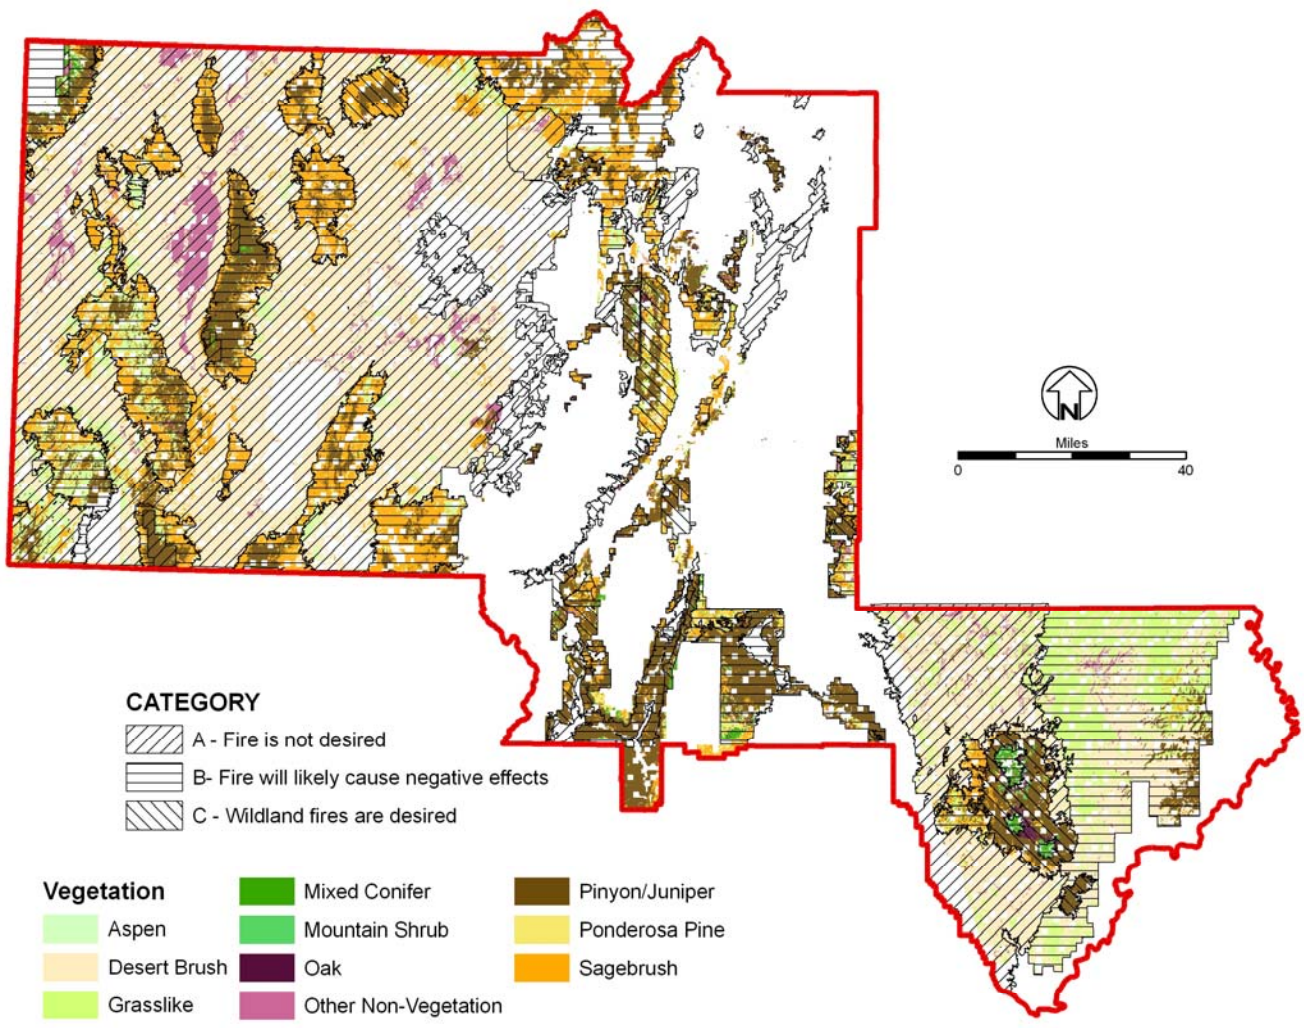 N
Miles
0 40
CATEGORY
A - Fire is not desired
B- Fire will likely cause negative effects
C - Wildland fires are desired
Vegetation
Aspen
Desert Brush
Grasslike
Mixed Conifer
Mountain Shrub
Oak
Other Non-Vegetation
Pinyon/Juniper
Ponderosa Pine
Sagebrush